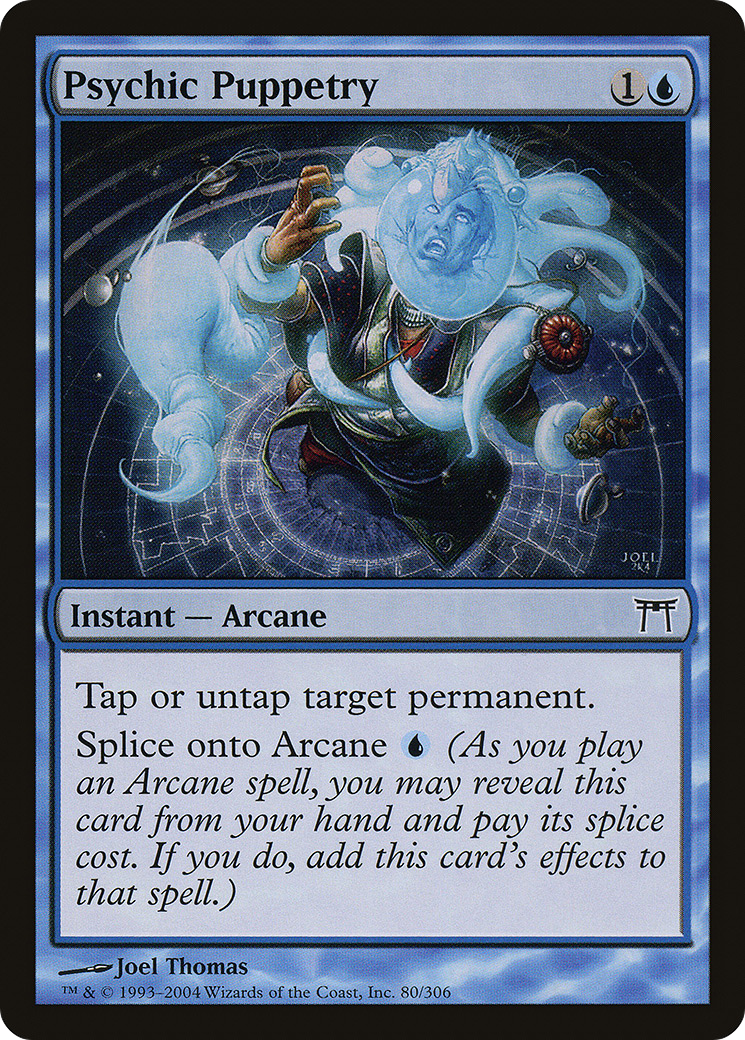 Psychic Puppetry 1
JOEL
2K4
Instant — Arcane
Tap or untap target permanent.
Splice onto Arcane (As you play
an Arcane spell, you may reveal this
card from your hand and pay its splice
cost. If you do, add this card's effects to
that spell.)
Joel Thomas
™ & © 1993–2004 Wizards of the Coast, Inc. 80/306